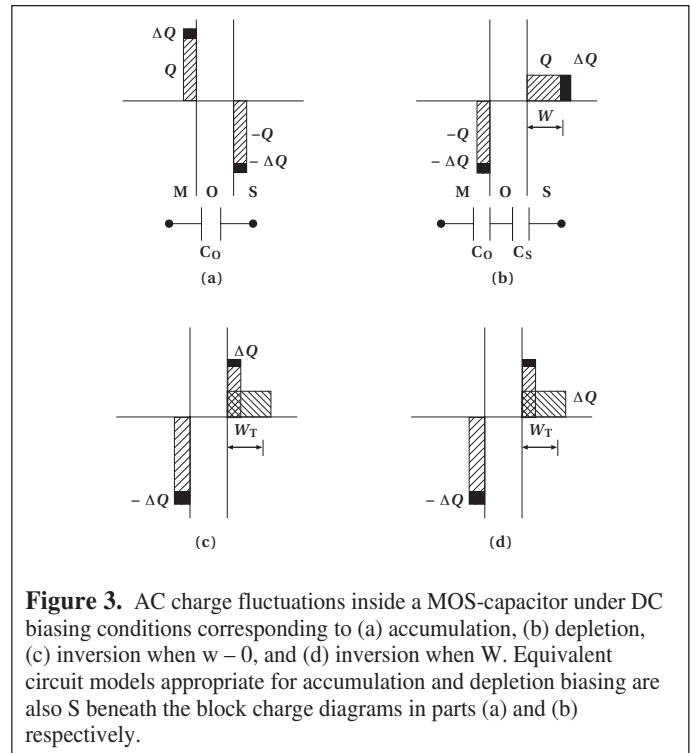 ΔQ
Q
–Q
– ΔQ
M O S
C_O
(a)
Q ΔQ
W
–Q
– ΔQ
M O S
C_O C_S
(b)
ΔQ
W_T
– ΔQ
(c)
ΔQ
W_T
– ΔQ
(d)
Figure 3. AC charge fluctuations inside a MOS-capacitor under DC
biasing conditions corresponding to (a) accumulation, (b) depletion,
(c) inversion when w – 0, and (d) inversion when W. Equivalent
circuit models appropriate for accumulation and depletion biasing are
also S beneath the block charge diagrams in parts (a) and (b)
respectively.